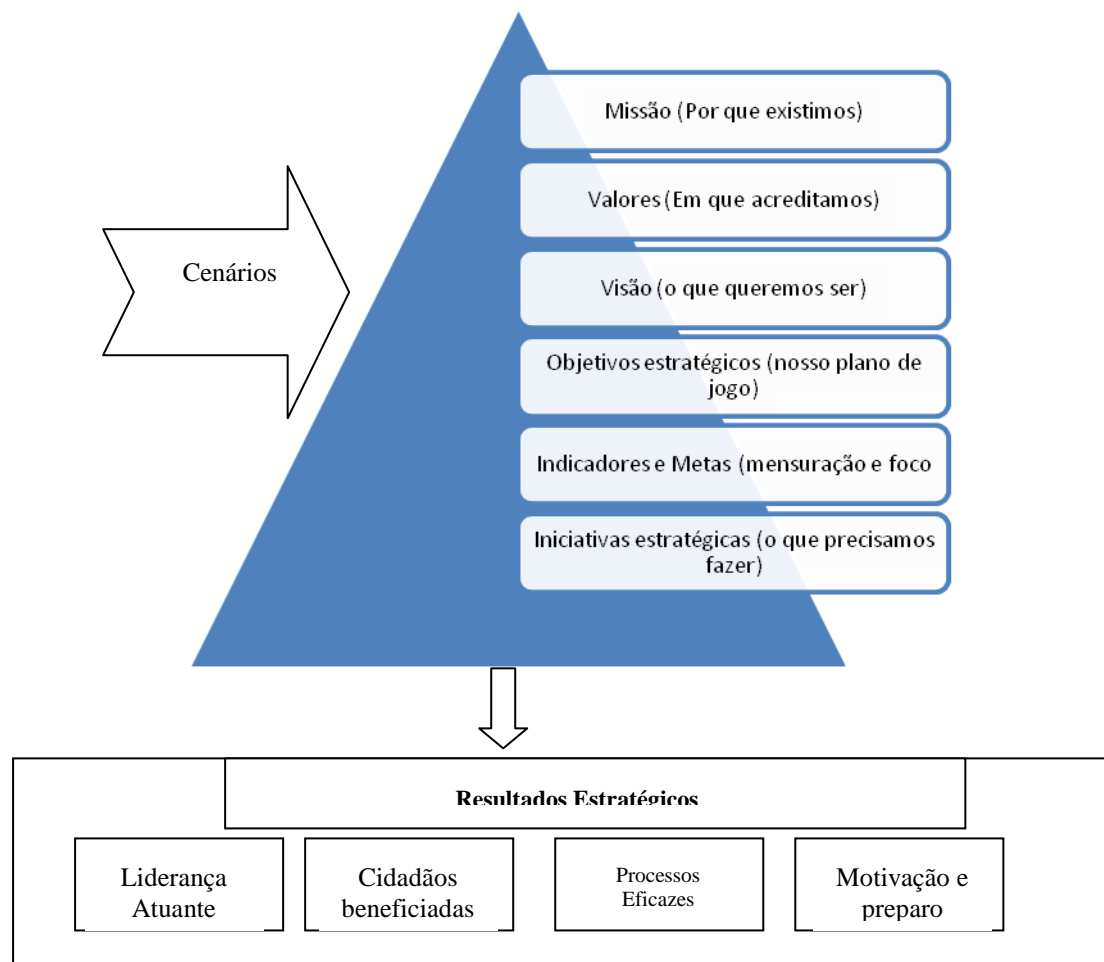 Missão (Por que existimos)
Valores (Em que acreditamos)
Cenários
Visão (o que queremos ser)
Objetivos estratégicos (nosso plano de
jogo)
Indicadores e Metas (mensuração e foco
Iniciativas estratégicas (o que precisamos
fazer)
Resultados Estratégicos
Liderança
Atuante
Cidadãos
beneficiadas
Processos
Eficazes
Motivação e
preparo